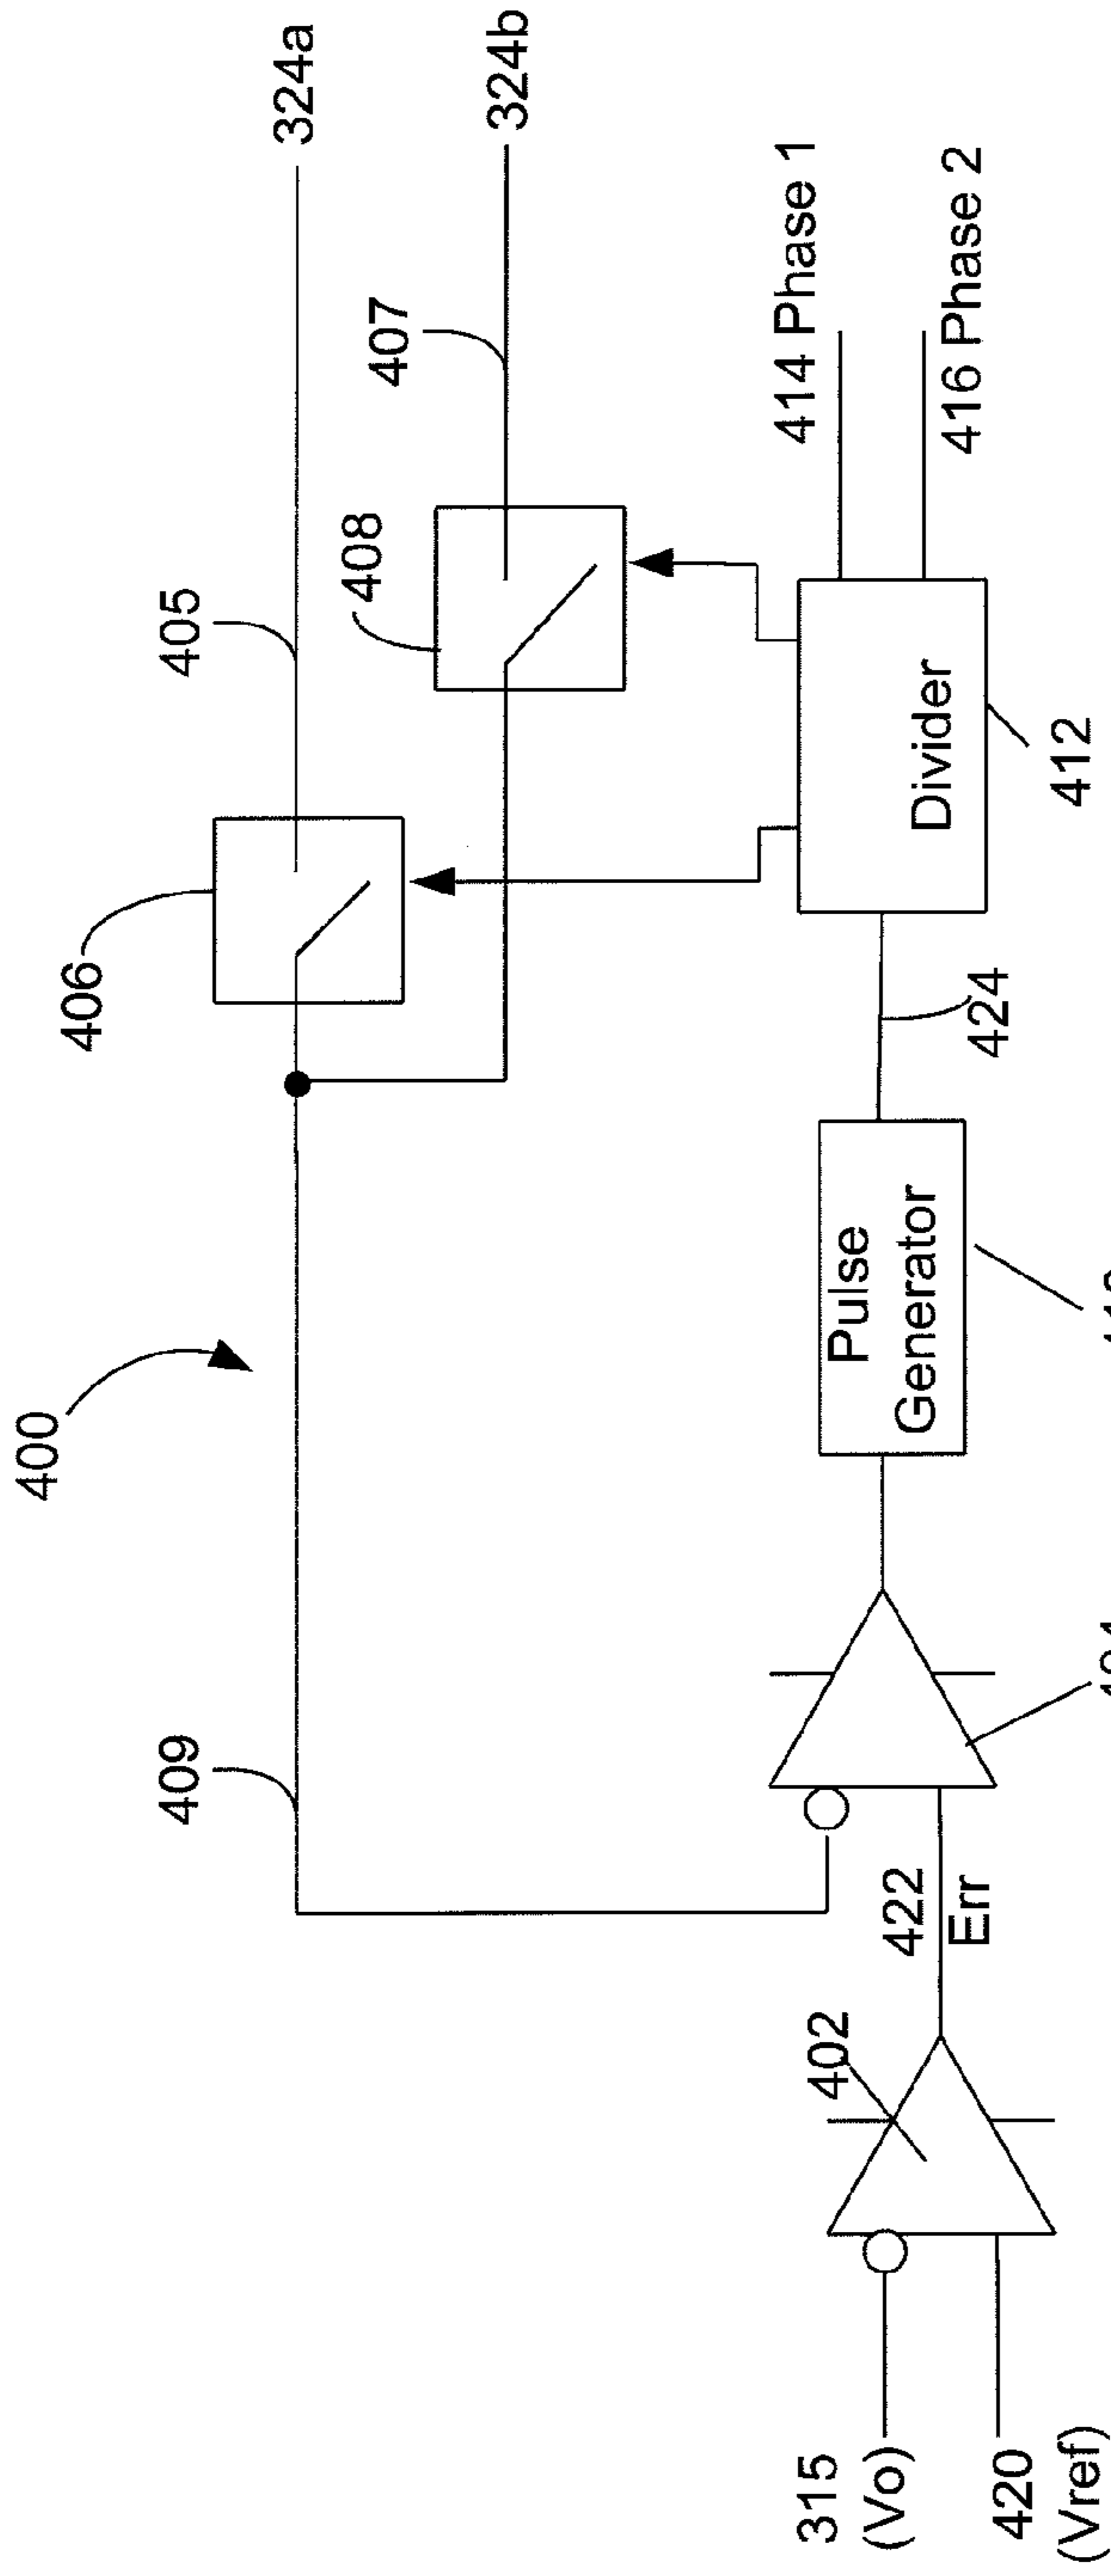 400
406
405
324a
409
408
407
324b
402
422
Err
Pulse
Generator
424
Divider
412
414 Phase 1
416 Phase 2
315
(Vo)
420
(Vref)